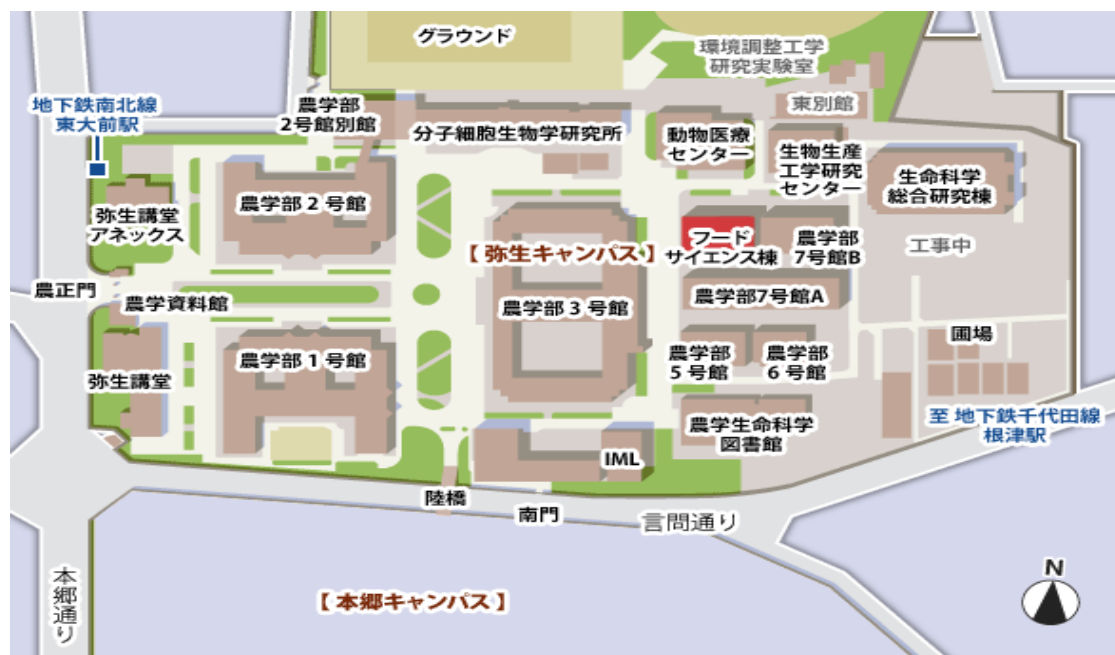 グラウンド
環境調整工学
研究実験室
地下鉄南北線
東大前駅
農学部
2号館別館
分子細胞生物学研究所
動物医療
センター
東別館
生物生産
工学研究
センター
生命科学
総合研究棟
弥生講堂
アネックス
農学部２号館
【 弥生キャンパス 】
フード
サイエンス棟
農学部
7号館B
工事中
農正門
農学資料館
農学部３号館
農学部7号館A
弥生講堂
農学部１号館
農学部
５号館
農学部
６号館
圃場
農学生命科学
図書館
至 地下鉄千代田線
根津駅
IML
陸橋
南門
言問通り
本郷通り
【 本郷キャンパス 】
N